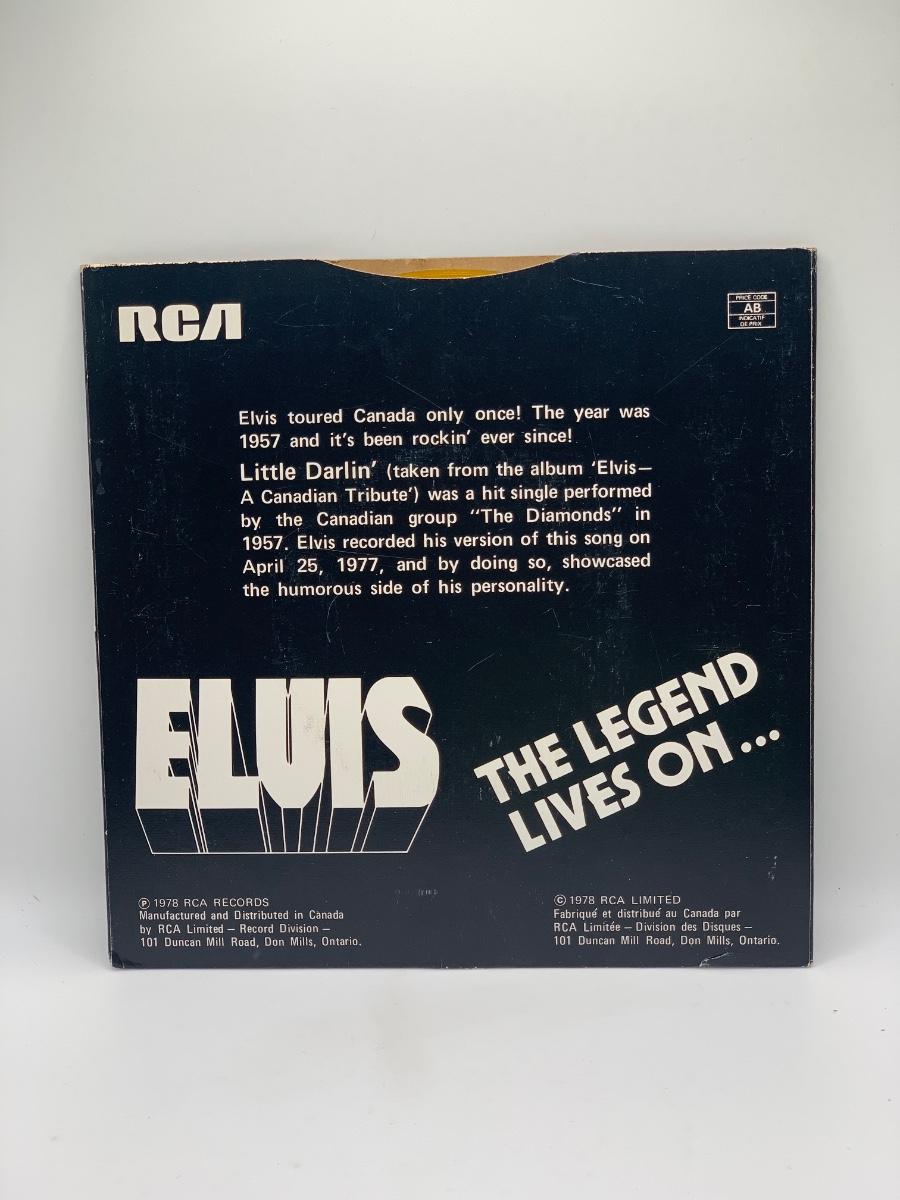 RCA
PRICE CODE
AB
INDICATIF
DE PRIX
Elvis toured Canada only once! The year was
1957 and it's been rockin' ever since!
Little Darlin' (taken from the album 'Elvis—
A Canadian Tribute') was a hit single performed
by the Canadian group "The Diamonds" in
1957. Elvis recorded his version of this song on
April 25, 1977, and by doing so, showcased
the humorous side of his personality.
ELVIS
THE LEGEND
LIVES ON...
Ⓟ 1978 RCA RECORDS
Manufactured and Distributed in Canada
by RCA Limited — Record Division —
101 Duncan Mill Road, Don Mills, Ontario.
© 1978 RCA LIMITED
Fabriqué et distribué au Canada par
RCA Limitée — Division des Disques —
101 Duncan Mill Road, Don Mills, Ontario.